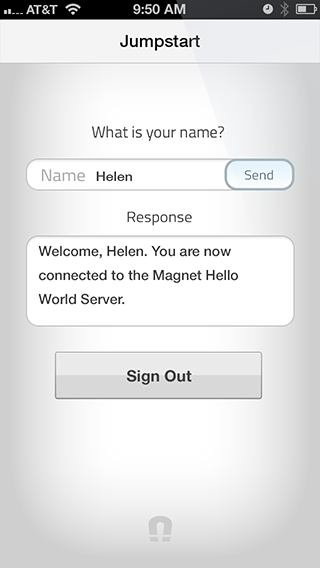 AT&T 9:50 AM
Jumpstart
What is your name?
Name Helen Send
Response
Welcome, Helen. You are now
connected to the Magnet Hello
World Server.
Sign Out